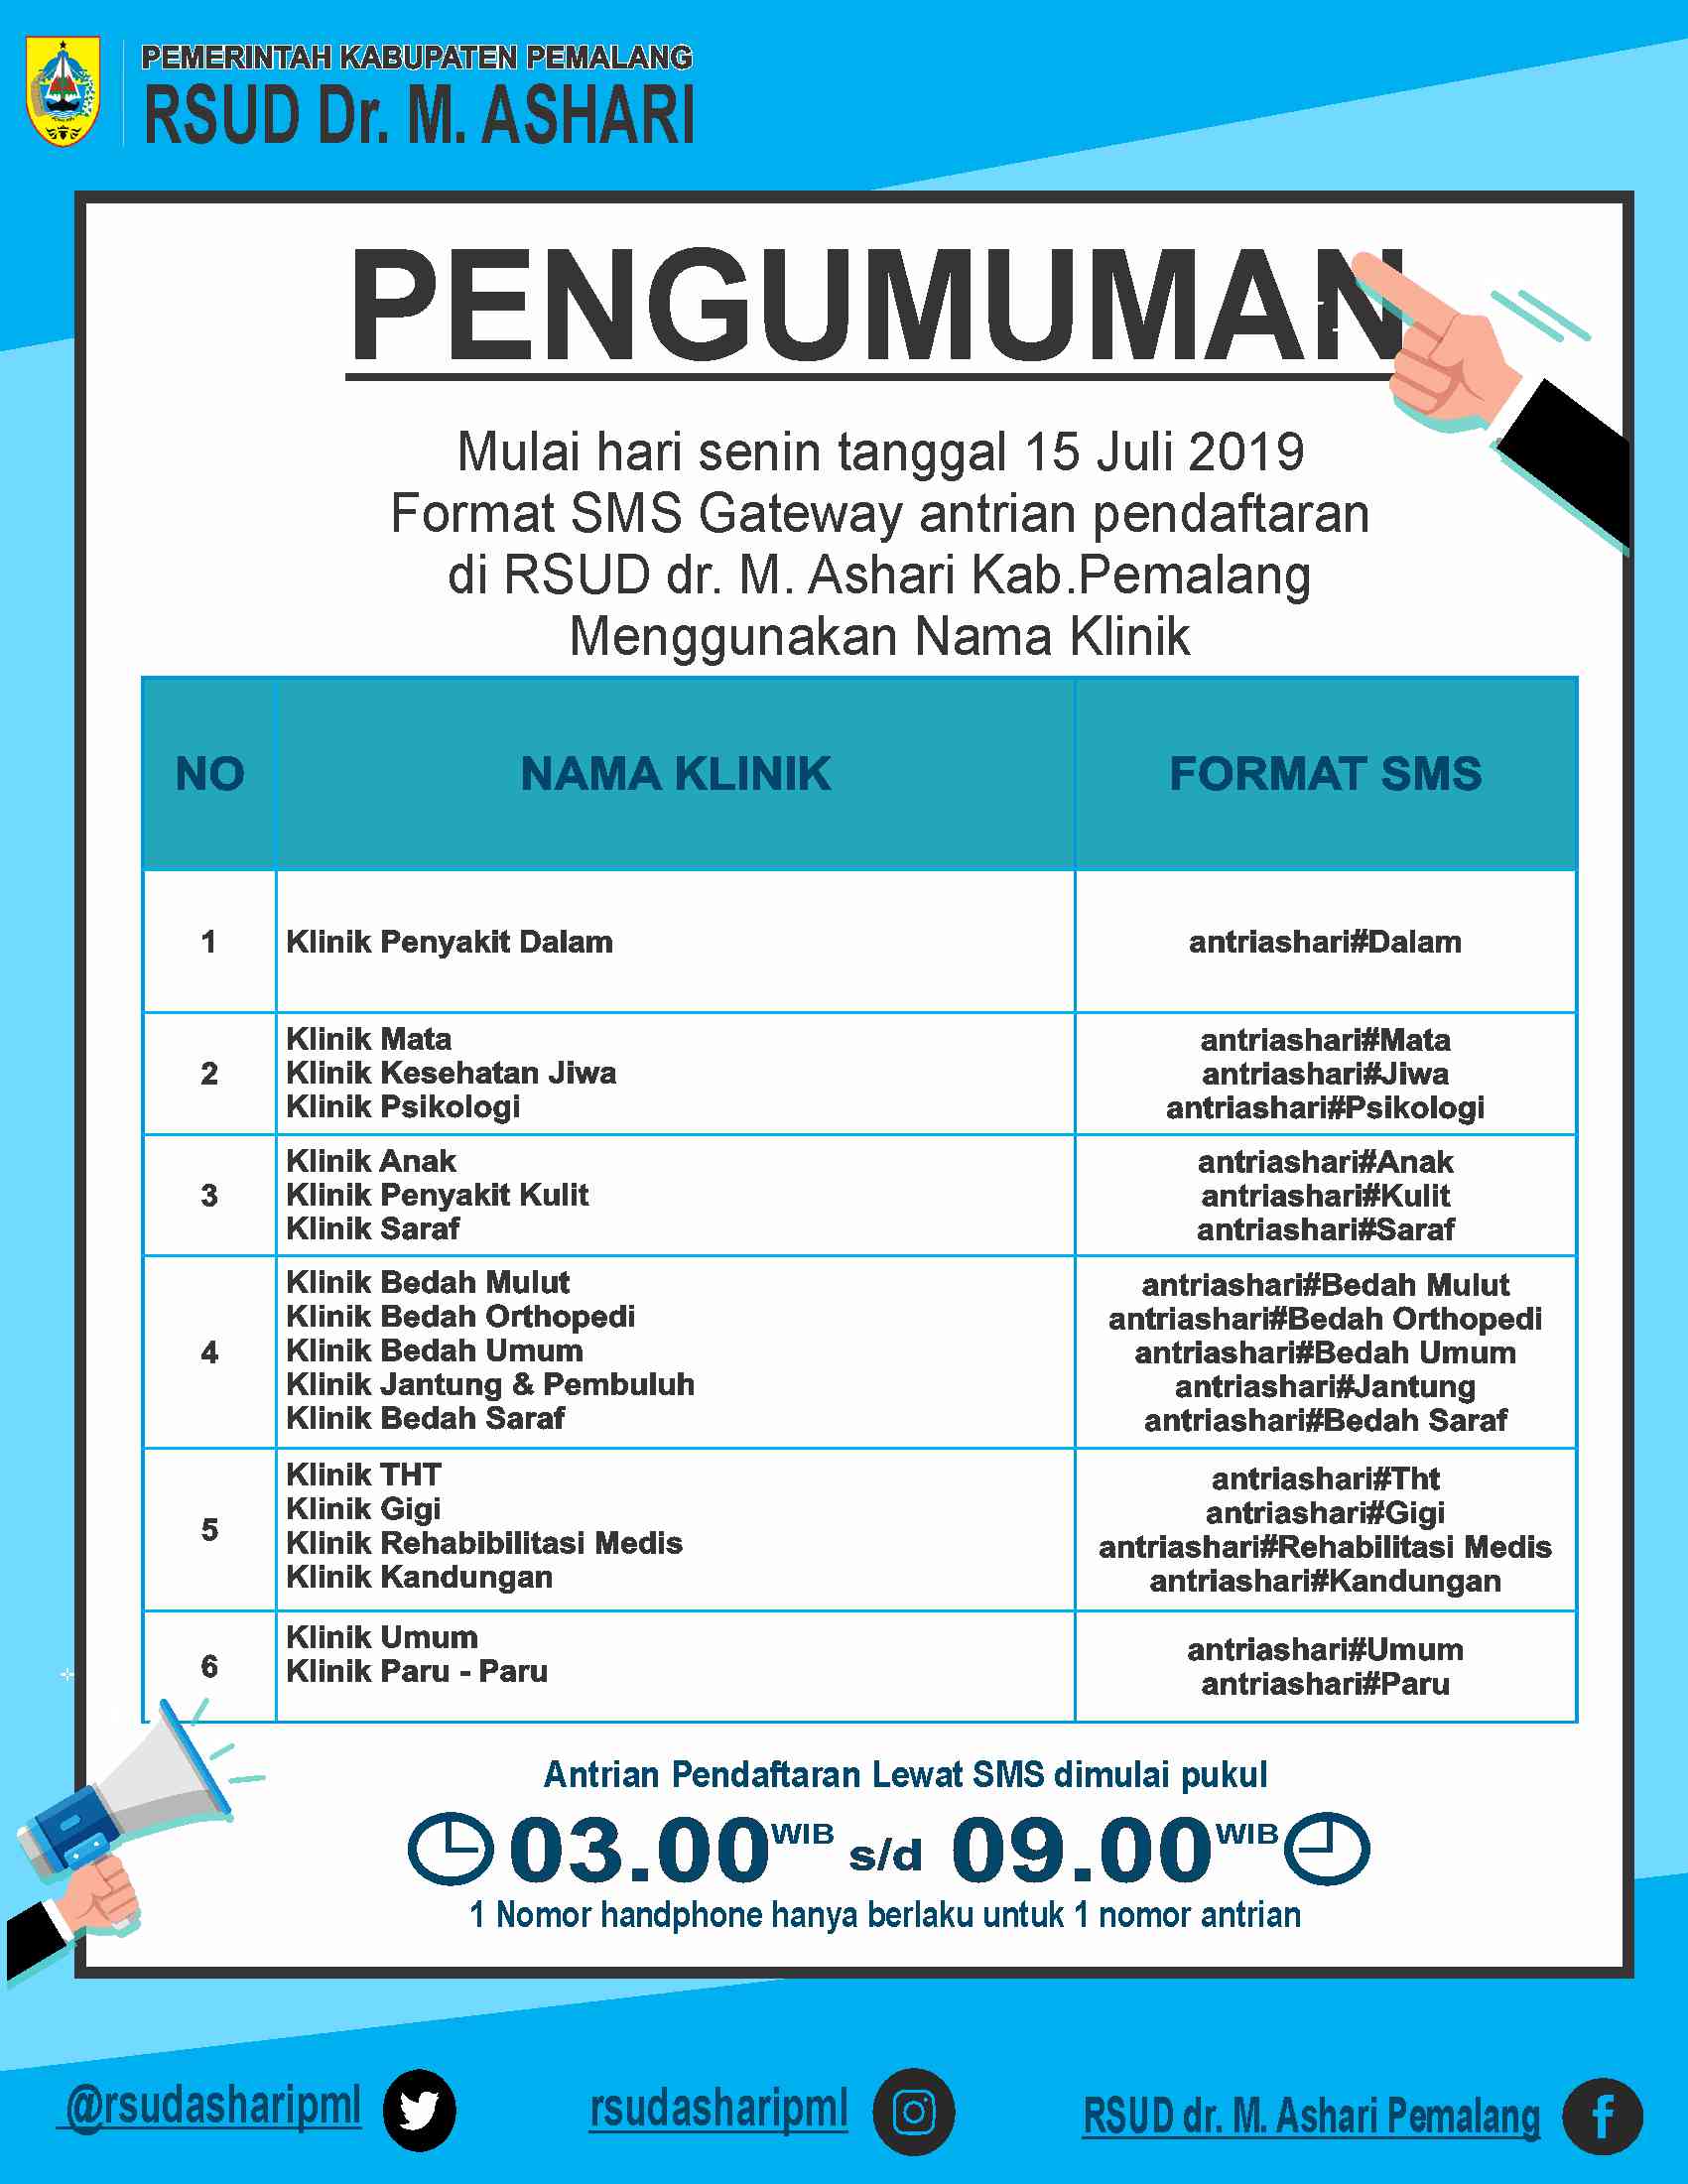 PEMERINTAH KABUPATEN PEMALANG
RSUD Dr. M. ASHARI
PENGUMUMAN
Mulai hari senin tanggal 15 Juli 2019
Format SMS Gateway antrian pendaftaran
di RSUD dr. M. Ashari Kab.Pemalang
Menggunakan Nama Klinik
NO NAMA KLINIK FORMAT SMS
1 Klinik Penyakit Dalam antriashari#Dalam
Klinik Mata antriashari#Mata
2 Klinik Kesehatan Jiwa antriashari#Jiwa
Klinik Psikologi antriashari#Psikologi
Klinik Anak antriashari#Anak
3 Klinik Penyakit Kulit antriashari#Kulit
Klinik Saraf antriashari#Saraf
Klinik Bedah Mulut antriashari#Bedah Mulut
Klinik Bedah Orthopedi antriashari#Bedah Orthopedi
4 Klinik Bedah Umum antriashari#Bedah Umum
Klinik Jantung & Pembuluh antriashari#Jantung
Klinik Bedah Saraf antriashari#Bedah Saraf
Klinik THT antriashari#Tht
Klinik Gigi antriashari#Gigi
5 Klinik Rehabibilitasi Medis antriashari#Rehabilitasi Medis
Klinik Kandungan antriashari#Kandungan
Klinik Umum antriashari#Umum
6 Klinik Paru - Paru antriashari#Paru
Antrian Pendaftaran Lewat SMS dimulai pukul
03.00 WIB s/d 09.00 WIB
1 Nomor handphone hanya berlaku untuk 1 nomor antrian
@rsudasharipml rsudasharipml RSUD dr. M. Ashari Pemalang